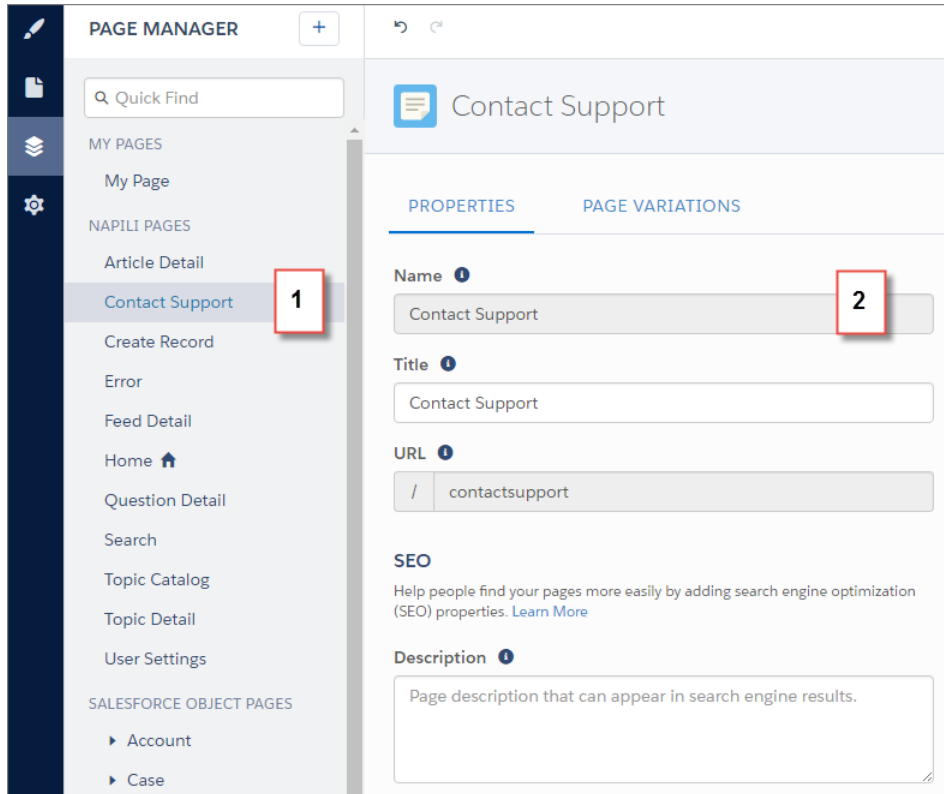 PAGE MANAGER
+
Quick Find
MY PAGES
My Page
NAPILI PAGES
Article Detail
Contact Support
1
Create Record
Error
Feed Detail
Home
Question Detail
Search
Topic Catalog
Topic Detail
User Settings
SALESFORCE OBJECT PAGES
Account
Case
Contact Support
PROPERTIES PAGE VARIATIONS
Name
Contact Support
2
Title
Contact Support
URL
/ contactsupport
SEO
Help people find your pages more easily by adding search engine optimization
(SEO) properties. Learn More
Description
Page description that can appear in search engine results.